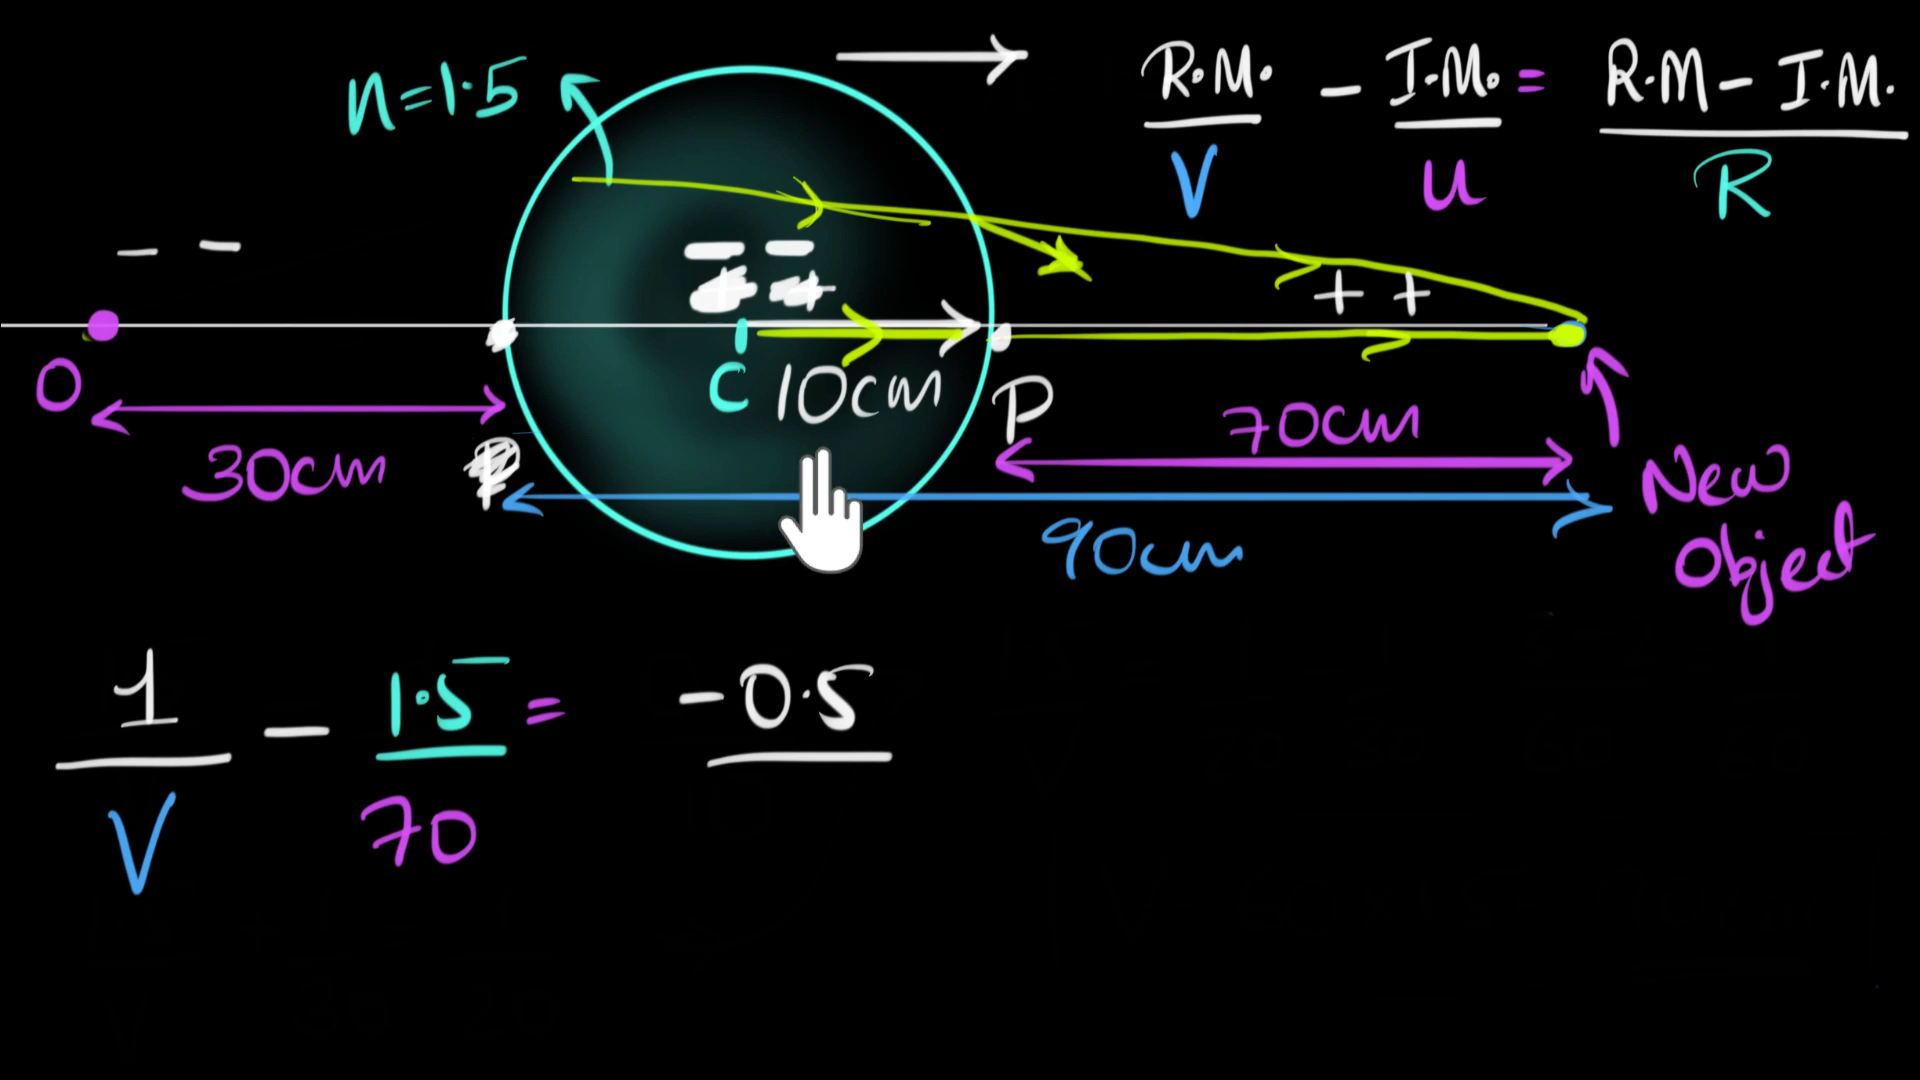 n=1.5
R.M. - I.M. = R.M - I.M.
V u R
- -
- -
+ +
O
C 10cm P
30cm
70cm
90cm
New
Object
1 - 1.5 = -0.5
V 70